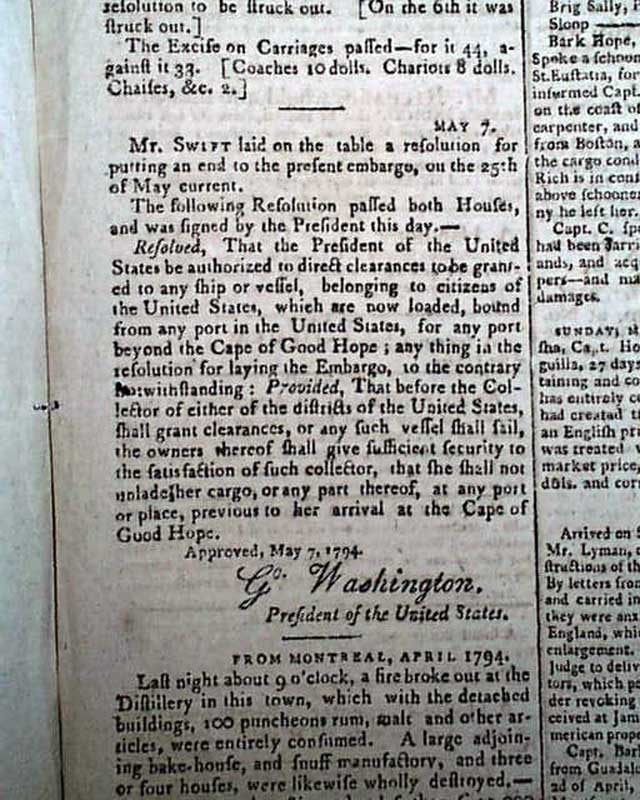 reſolution to be ſtruck out. [On the 6th it was
ſtruck out.]
The Exciſe on Carriages paſſed—for it 44, a-
gainſt it 33. [Coaches 10 dolls. Chariots 8 dolls.
Chaiſes, &c. 2.]
MAY 7.
Mr. SWIFT laid on the table a reſolution for
putting an end to the preſent embargo, on the 25th
of May current.
The following Reſolution paſſed both Houſes,
and was ſigned by the Preſident this day.—
Reſolved, That the Preſident of the United
States be authorized to direct clearances to be grant-
ed to any ſhip or veſſel, belonging to citizens of
the United States, which are now loaded, bound
from any port in the United States, for any port
beyond the Cape of Good Hope; any thing in the
reſolution for laying the Embargo, to the contrary
notwithſtanding: Provided, That before the Col-
lector of either of the diſtricts of the United States,
ſhall grant clearances, or any ſuch veſſel ſhall ſail,
the owners thereof ſhall give ſufficient ſecurity to
the ſatisfaction of ſuch collector, that ſhe ſhall not
unlade her cargo, or any part thereof, at any port
or place, previous to her arrival at the Cape of
Good Hope.
Approved, May 7, 1794.
Go. Waſhington.
Preſident of the United States.
FROM MONTREAL, APRIL 1794.
Laſt night about 9 o'clock, a fire broke out at the
Diſtillery in this town, which with the detached
buildings, 100 puncheons rum, malt and other ar-
ticles, were entirely conſumed. A large adjoin-
ing bake-houſe, and ſnuff manufactory, and three
or four houſes, were likewiſe wholly deſtroyed.—
Brig Sally,
Sloop
Bark Hope,
Spoke a ſchoon
St. Euſtatia, for
informed Capt.
on the coaſt of
carpenter, and
from Boſton, a
the cargo cond
Rich is in conſ
above ſchooner
ny he left her.
Capt. C. ſpo
had been
ands, and acq
pers—and ma
damages.
SUNDAY, M
ſha, Capt. Ho
guilla, 27 days
taining and co
has entirely ce
had created t
an Engliſh pri
was treated
market price,
dols. and corn
Arrived on S
Mr. Lyman,
ſtructions of th
By letters from
and carried in
they were anx
England, whi
enlargement.
Judge to deliv
tors, which pe
der revoking
ceived at Jam
merican prope
Capt. Barb
from Guadalo
2d of April,